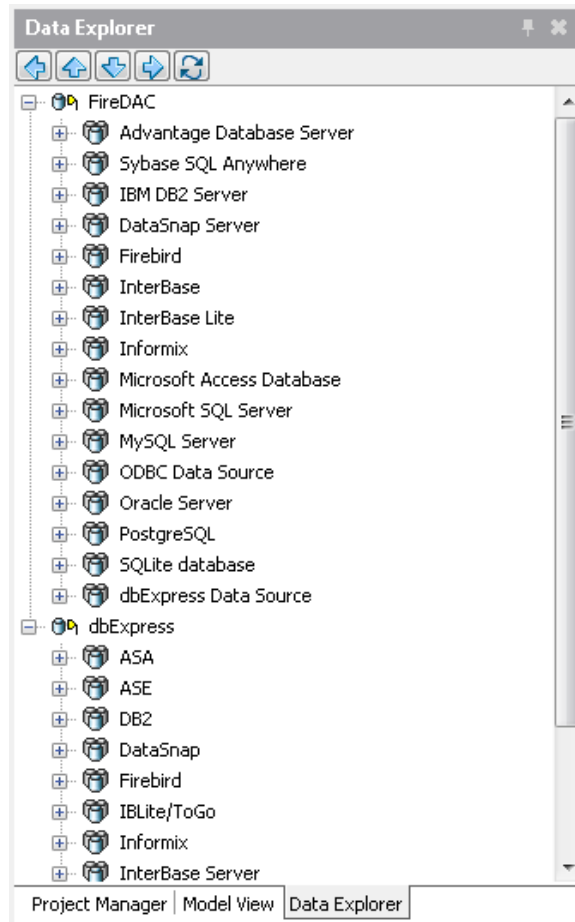 Data Explorer
FireDAC
Advantage Database Server
Sybase SQL Anywhere
IBM DB2 Server
DataSnap Server
Firebird
InterBase
InterBase Lite
Informix
Microsoft Access Database
Microsoft SQL Server
MySQL Server
ODBC Data Source
Oracle Server
PostgreSQL
SQLite database
dbExpress Data Source
dbExpress
ASA
ASE
DB2
DataSnap
Firebird
IBLite/ToGo
Informix
InterBase Server
Project Manager Model View Data Explorer